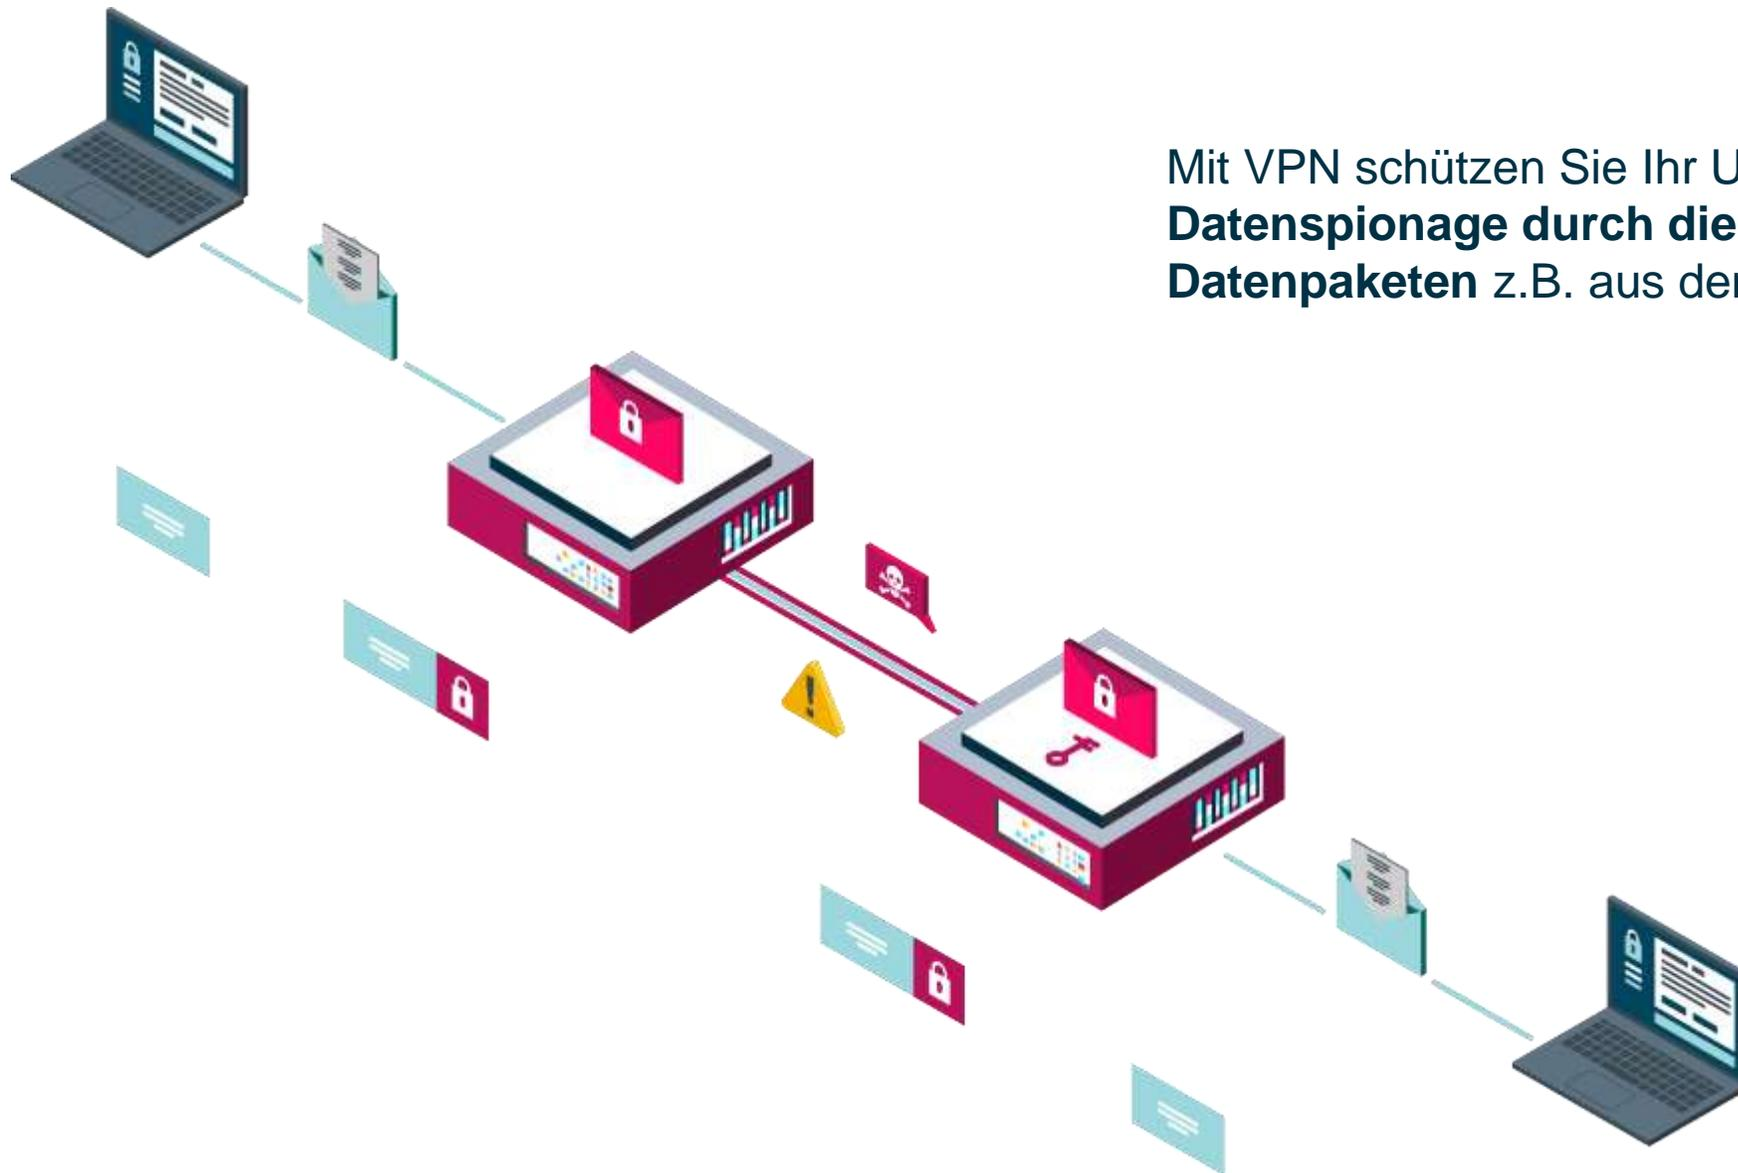 Mit VPN schützen Sie Ihr U
Datenspionage durch die
Datenpaketen z.B. aus der